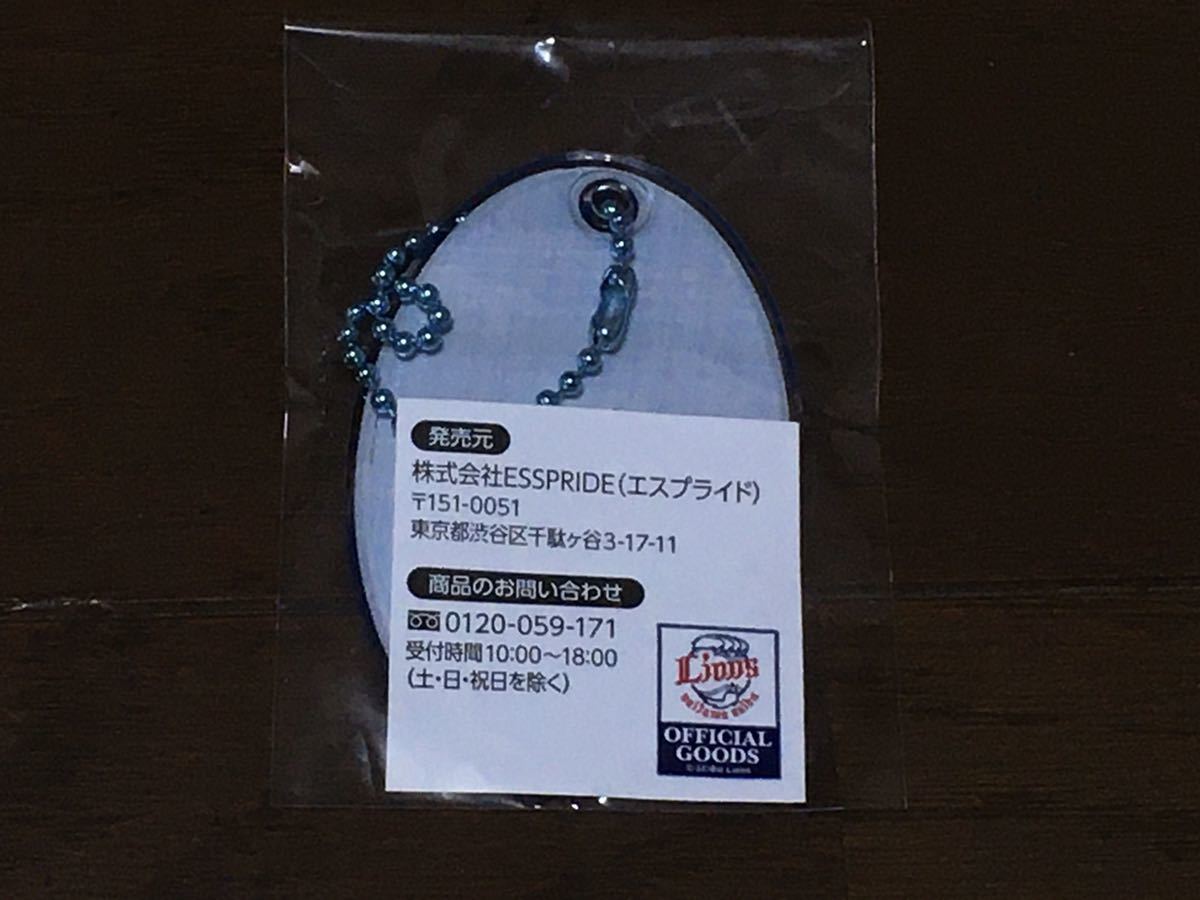 発売元
株式会社ESSPRIDE(エスプライド)
〒151-0051
東京都渋谷区千駄ヶ谷3-17-11
商品のお問い合わせ
0120-059-171
受付時間10:00〜18:00
(土・日・祝日を除く)
Lions
OFFICIAL
GOODS